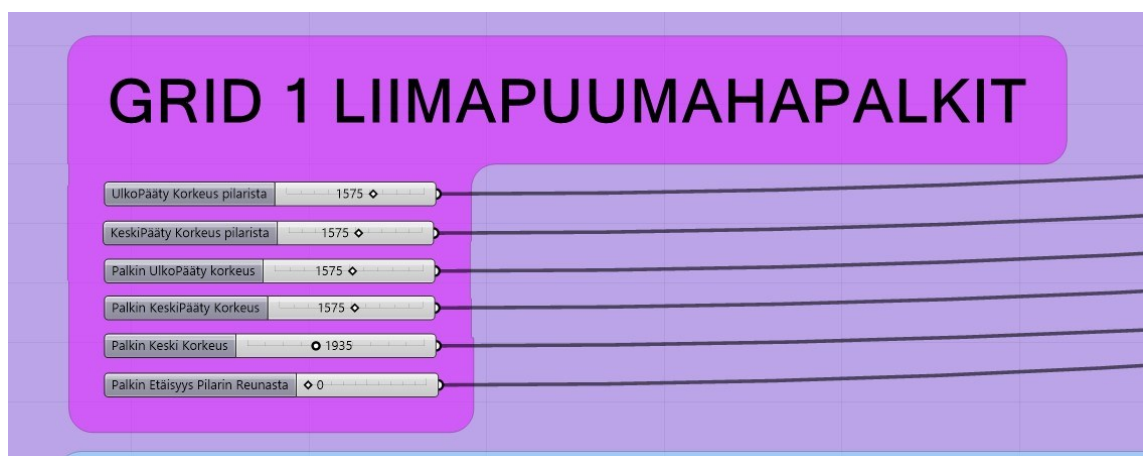 GRID 1 LIIMAPUUMAHAPALKIT
UlkoPääty Korkeus pilarista 1575
KeskiPääty Korkeus pilarista 1575
Palkin UlkoPääty korkeus 1575
Palkin KeskiPääty Korkeus 1575
Palkin Keski Korkeus 1935
Palkin Etäisyys Pilarin Reunasta 0